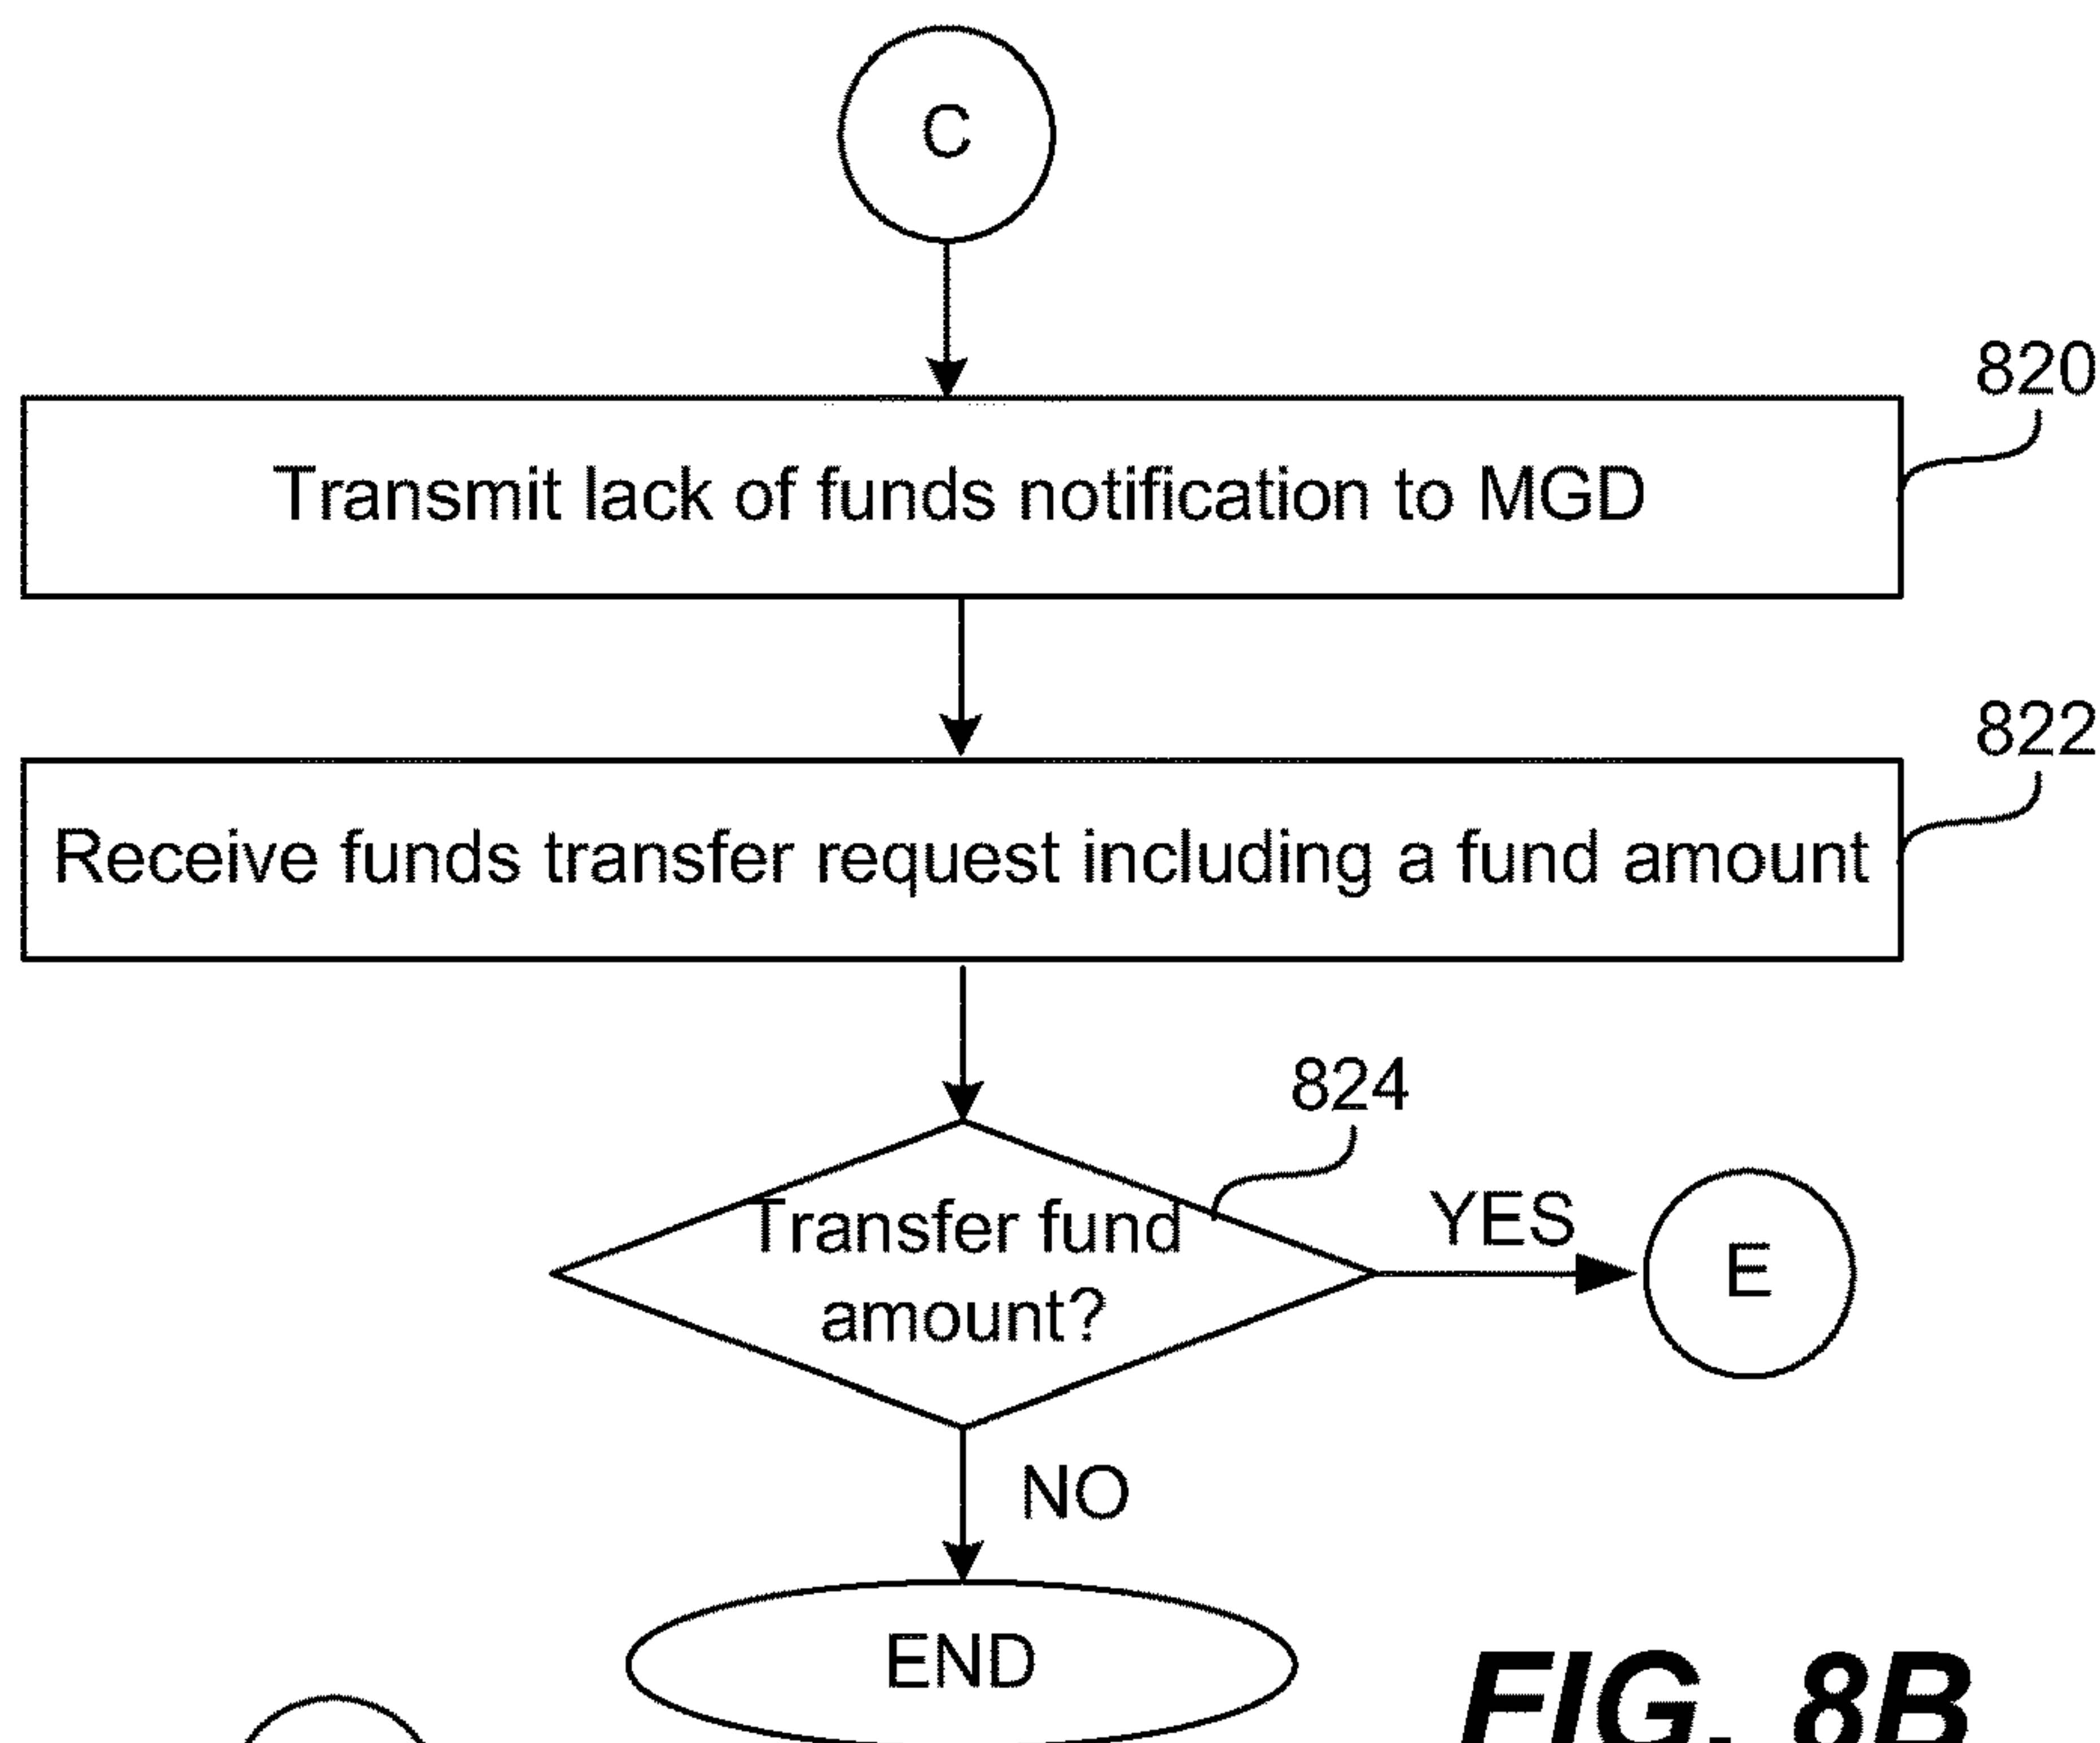 C
820
Transmit lack of funds notification to MGD
822
Receive funds transfer request including a fund amount
824
Transfer fund
amount?
YES
E
NO
END
FIG. 8B